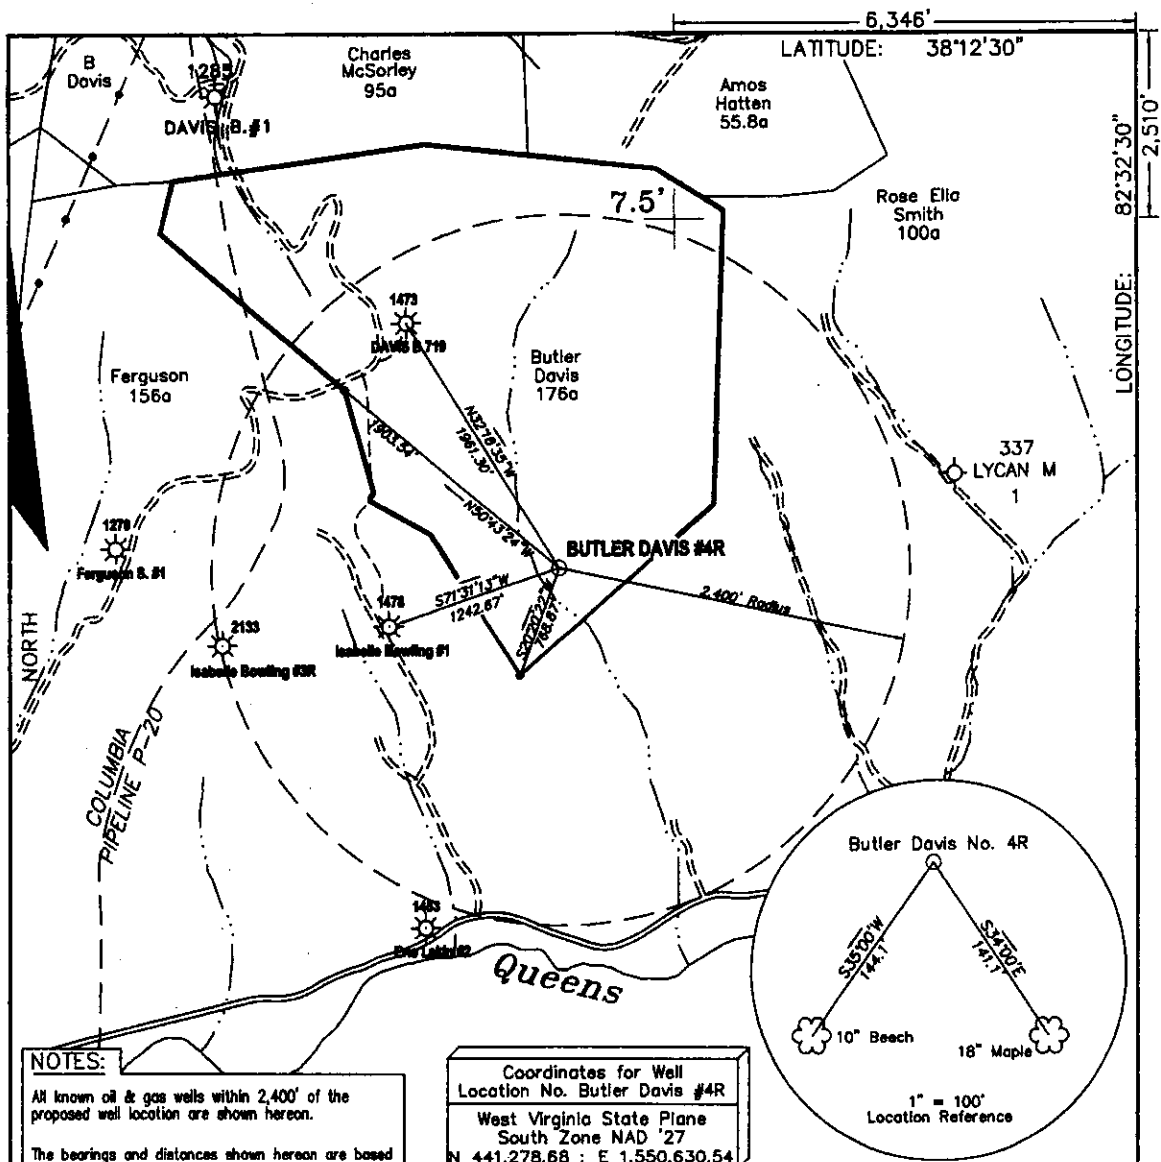 6,346'
LATITUDE: 38°12'30"
2,510'
LONGITUDE: 82°32'30"
B
Davis
1285
DAVIS B. #1
Charles
McSorley
95a
Amos
Hatten
55.8a
Rose Ella
Smith
100a
7.5'
1473
DAVIS B 719
Ferguson
156a
Butler
Davis
176a
1903.54'
N32°18'35"W
1961.30'
N50°43'24"W
337
LYCAN M
1
1279
Ferguson S. #1
BUTLER DAVIS #4R
S71°31'13"W
1242.67'
2,400' Radius
1478
Isabelle Bowling #1
S20°20'22"W
768.67'
2133
Isabelle Bowling #3R
NORTH
COLUMBIA
PIPELINE P-20
1483
Queens
Butler Davis No. 4R
S35°00'W
144.1'
S34°00'E
141.1'
10" Beech
18" Maple
1" = 100'
Location Reference
NOTES:
All known oil & gas wells within 2,400' of the
proposed well location are shown hereon.
The bearings and distances shown hereon are based
Coordinates for Well
Location No. Butler Davis #4R
West Virginia State Plane
South Zone NAD '27
N 441,278.68 : E 1,550,630.54